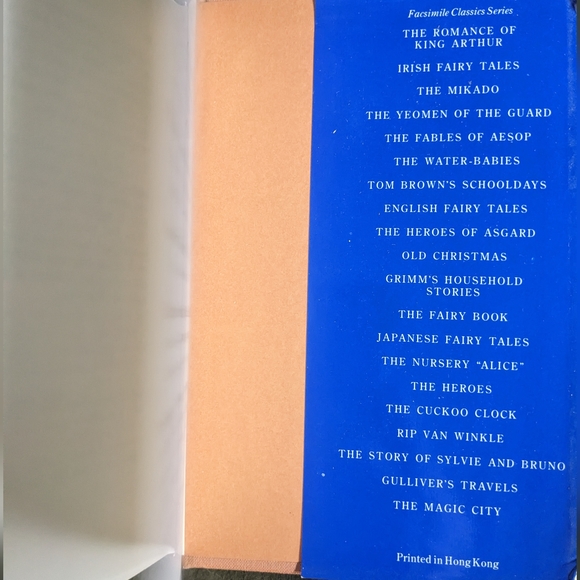 Facsimile Classics Series
THE ROMANCE OF
KING ARTHUR
IRISH FAIRY TALES
THE MIKADO
THE YEOMEN OF THE GUARD
THE FABLES OF AESOP
THE WATER-BABIES
TOM BROWN'S SCHOOLDAYS
ENGLISH FAIRY TALES
THE HEROES OF ASGARD
OLD CHRISTMAS
GRIMM'S HOUSEHOLD
STORIES
THE FAIRY BOOK
JAPANESE FAIRY TALES
THE NURSERY "ALICE"
THE HEROES
THE CUCKOO CLOCK
RIP VAN WINKLE
THE STORY OF SYLVIE AND BRUNO
GULLIVER'S TRAVELS
THE MAGIC CITY
Printed in Hong Kong